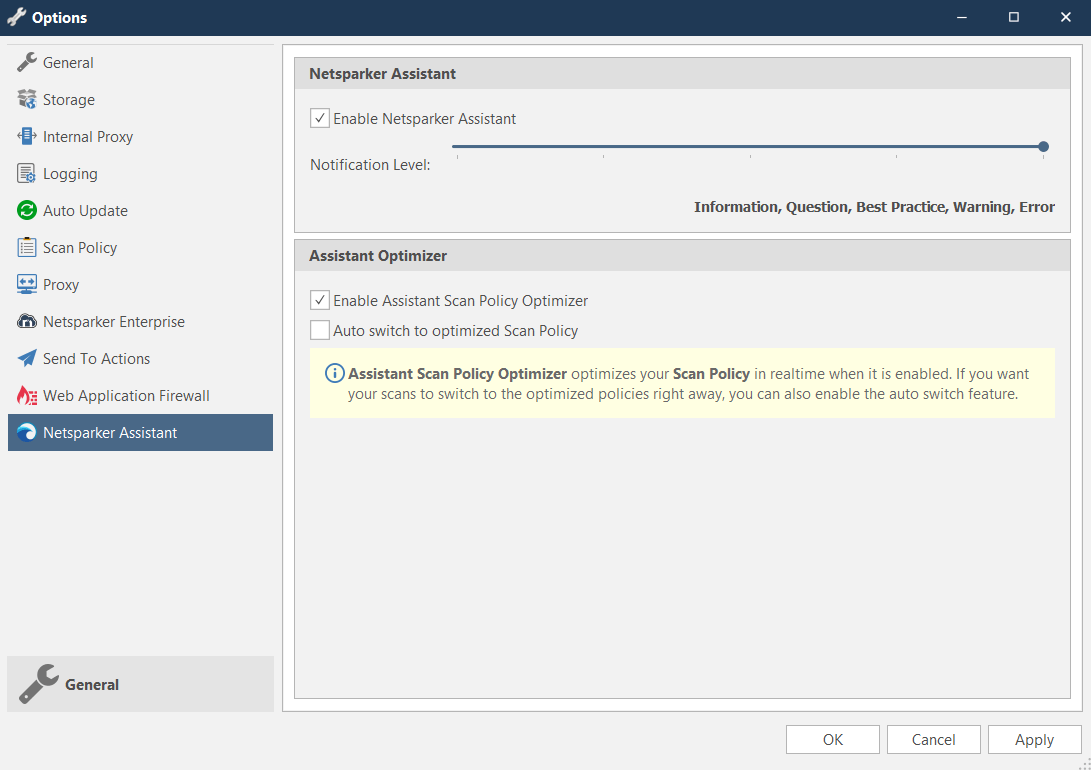 Options
General
Storage
Internal Proxy
Logging
Auto Update
Scan Policy
Proxy
Netsparker Enterprise
Send To Actions
Web Application Firewall
Netsparker Assistant
General
Netsparker Assistant
Enable Netsparker Assistant
Notification Level:
Information, Question, Best Practice, Warning, Error
Assistant Optimizer
Enable Assistant Scan Policy Optimizer
Auto switch to optimized Scan Policy
Assistant Scan Policy Optimizer optimizes your Scan Policy in realtime when it is enabled. If you want
your scans to switch to the optimized policies right away, you can also enable the auto switch feature.
OK
Cancel
Apply